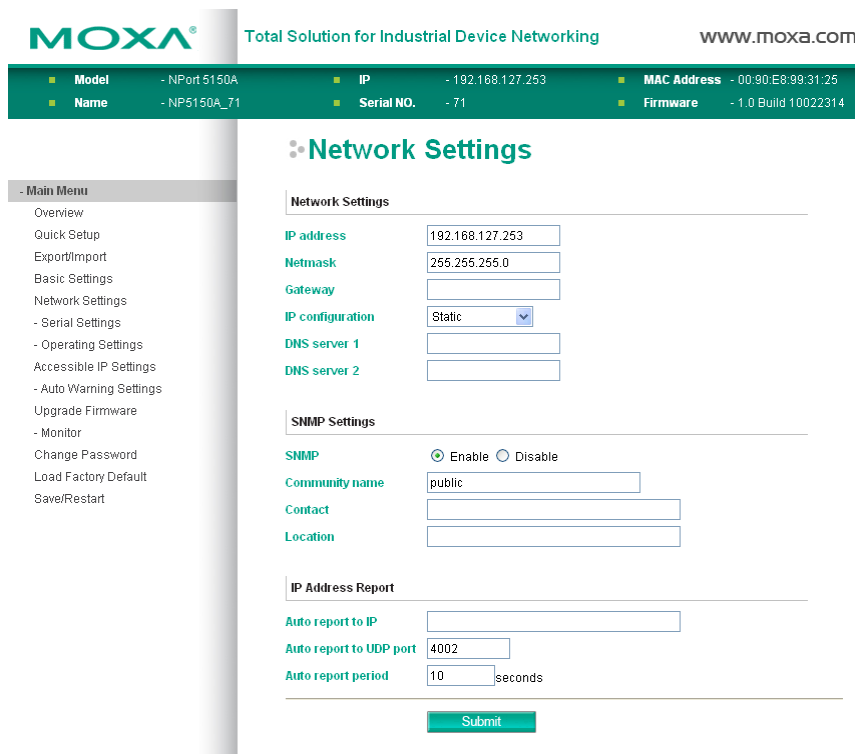 MOXA® Total Solution for Industrial Device Networking www.moxa.com
Model - NPort 5150A IP - 192.168.127.253 MAC Address - 00:90:E8:99:31:25
Name - NP5150A_71 Serial NO. - 71 Firmware - 1.0 Build 10022314
Network Settings
- Main Menu
Overview
Quick Setup
Export/Import
Basic Settings
Network Settings
- Serial Settings
- Operating Settings
Accessible IP Settings
- Auto Warning Settings
Upgrade Firmware
- Monitor
Change Password
Load Factory Default
Save/Restart
Network Settings
IP address 192.168.127.253
Netmask 255.255.255.0
Gateway
IP configuration Static
DNS server 1
DNS server 2
SNMP Settings
SNMP Enable Disable
Community name public
Contact
Location
IP Address Report
Auto report to IP
Auto report to UDP port 4002
Auto report period 10 seconds
Submit